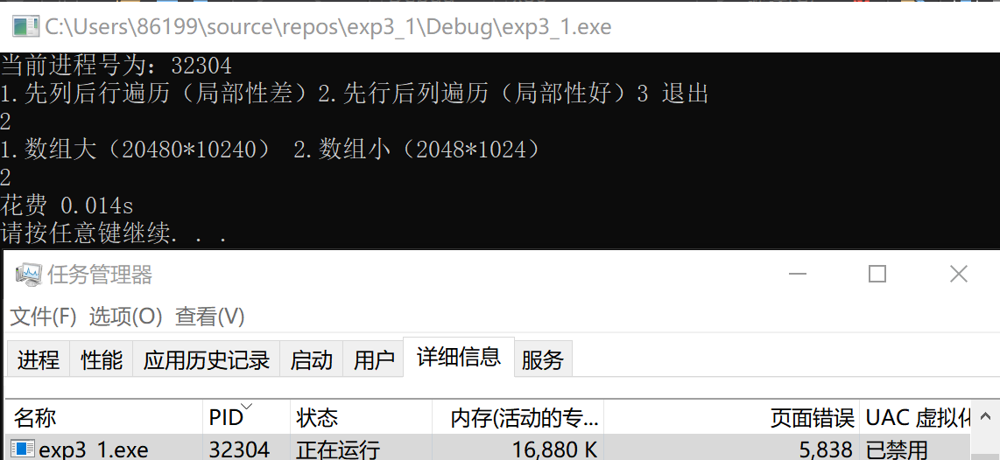 C:\Users\86199\source\repos\exp3_1\Debug\exp3_1.exe
当前进程号为：32304
1.先列后行遍历（局部性差）2.先行后列遍历（局部性好）3 退出
2
1.数组大（20480*10240） 2.数组小（2048*1024）
2
花费 0.014s
请按任意键继续. . .
任务管理器
文件(F) 选项(O) 查看(V)
进程 性能 应用历史记录 启动 用户 详细信息 服务
名称 PID 状态 内存(活动的专... 页面错误 UAC 虚拟化
exp3_1.exe 32304 正在运行 16,880 K 5,838 已禁用